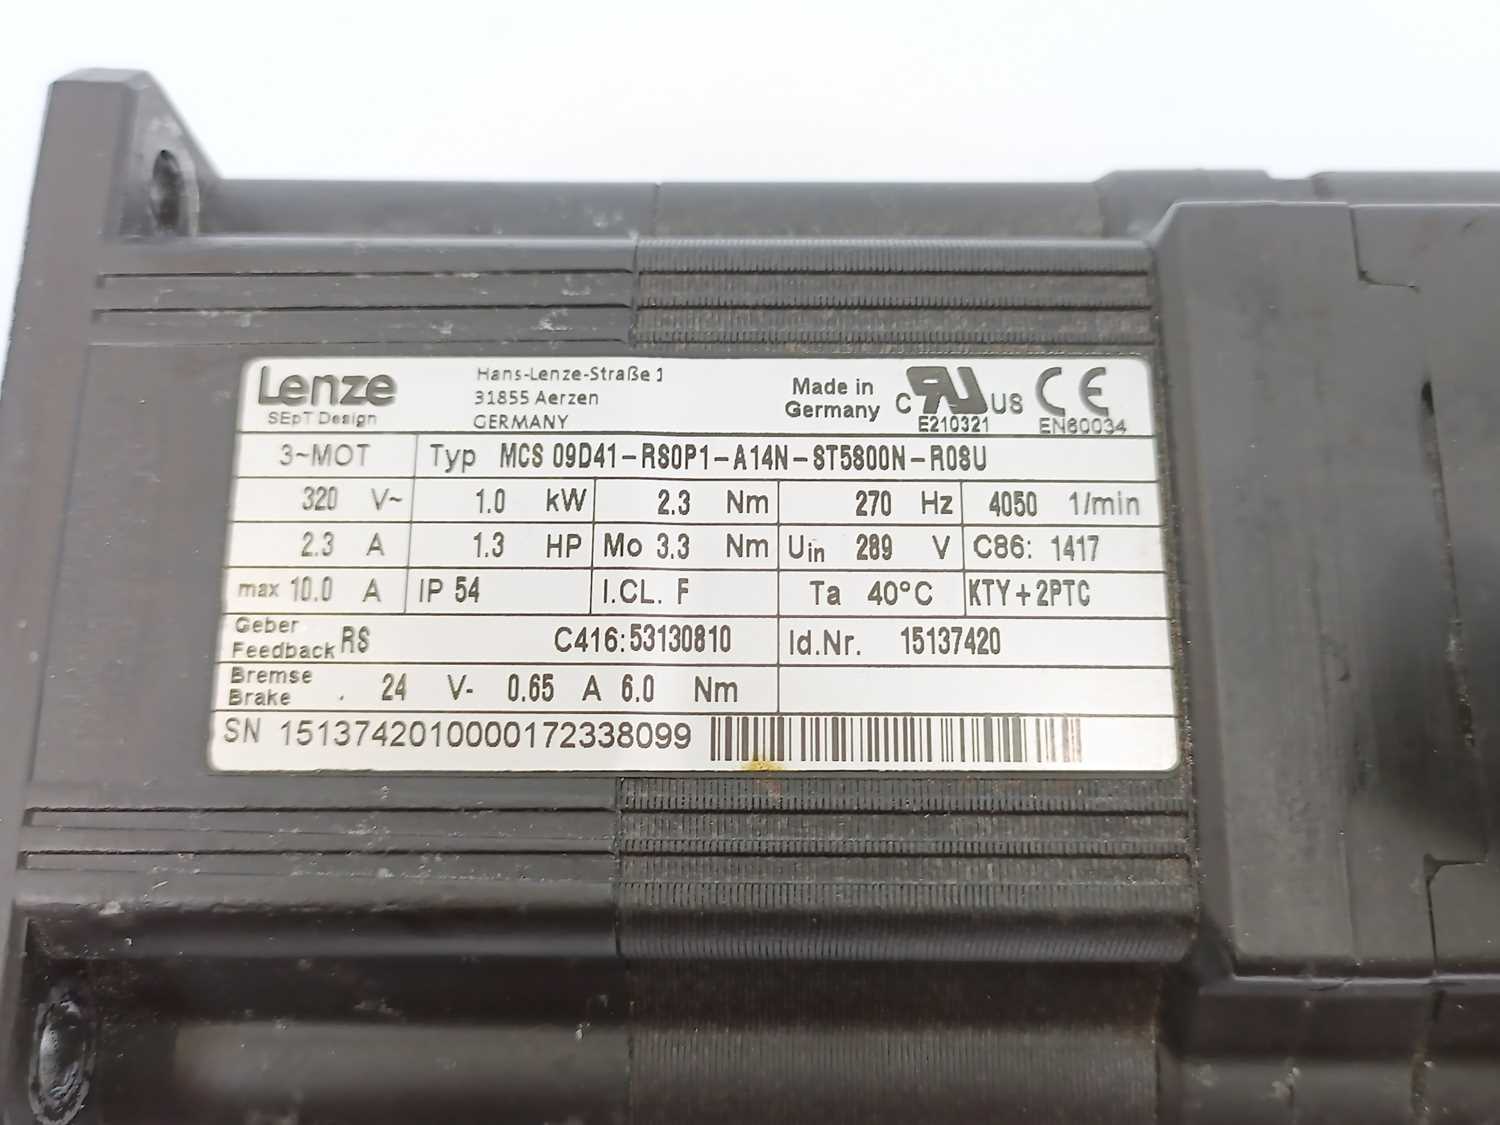 Lenze
SEpT Design
Hans-Lenze-Straße 1
31855 Aerzen
GERMANY
Made in
Germany
C RU US
E210321
CE
EN60034
3~MOT Typ MCS 09D41-RS0P1-A14N-ST5S00N-R0SU
320 V~ 1.0 kW 2.3 Nm 270 Hz 4050 1/min
2.3 A 1.3 HP Mo 3.3 Nm Uin 289 V C86: 1417
max 10.0 A IP 54 I.CL. F Ta 40°C KTY+2PTC
Geber
Feedback RS C416:53130810 Id.Nr. 15137420
Bremse
Brake . 24 V- 0.65 A 6.0 Nm
SN 1513742010000172338099